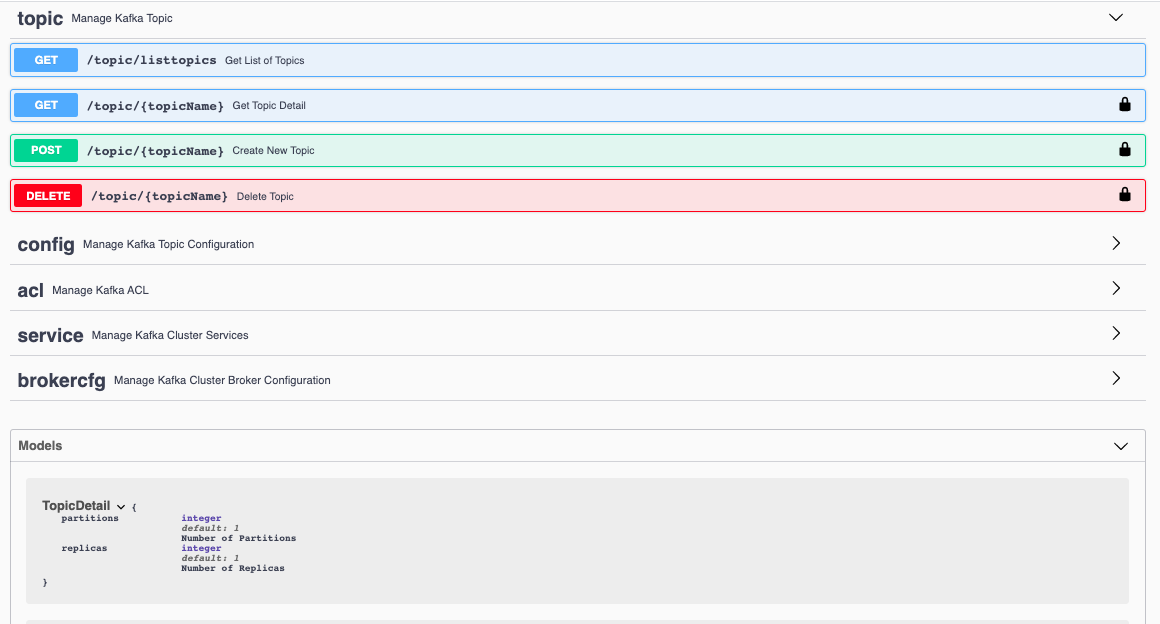 topic Manage Kafka Topic
GET /topic/listtopics Get List of Topics
GET /topic/{topicName} Get Topic Detail
POST /topic/{topicName} Create New Topic
DELETE /topic/{topicName} Delete Topic
config Manage Kafka Topic Configuration
acl Manage Kafka ACL
service Manage Kafka Cluster Services
brokercfg Manage Kafka Cluster Broker Configuration
Models
TopicDetail {
partitions integer
default: 1
Number of Partitions
replicas integer
default: 1
Number of Replicas
}